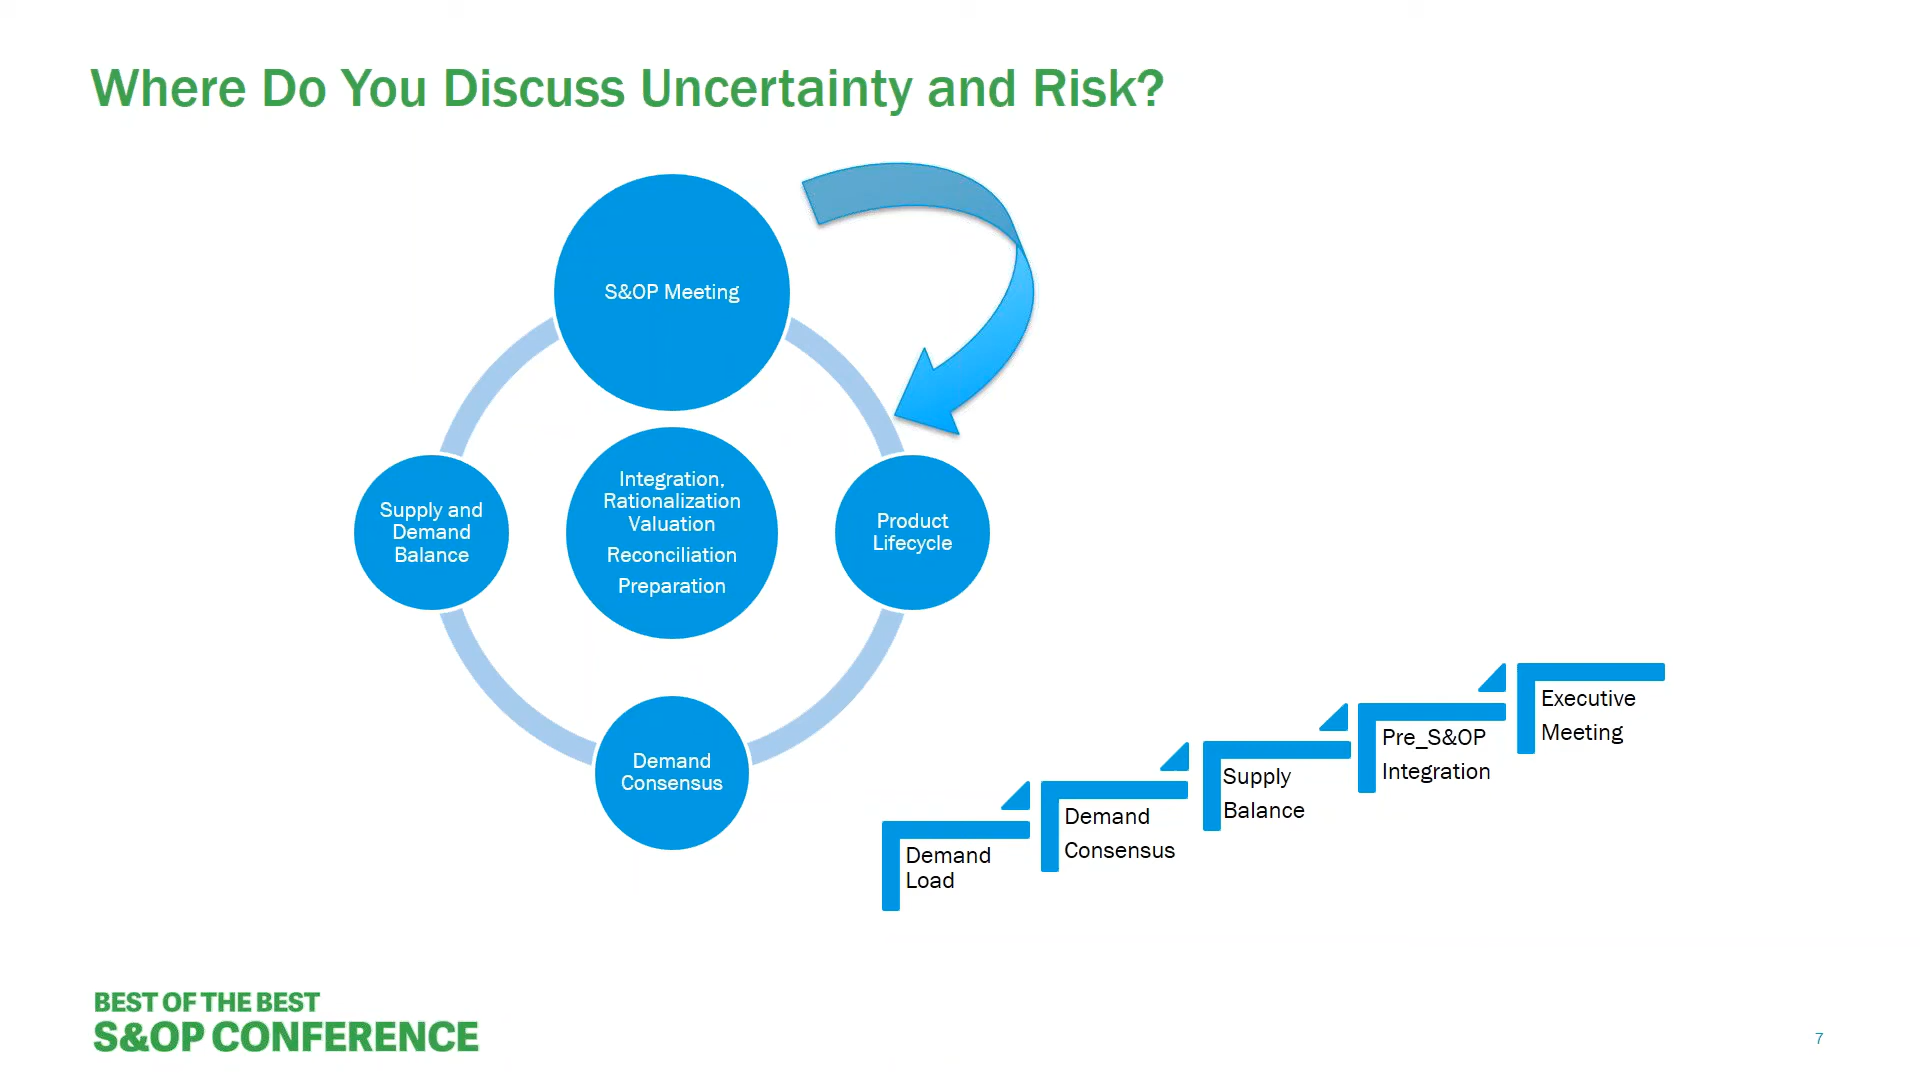 Where Do You Discuss Uncertainty and Risk?
S&OP Meeting
Integration,
Rationalization
Valuation
Reconciliation
Preparation
Supply and
Demand
Balance
Product
Lifecycle
Demand
Consensus
Demand
Load
Demand
Consensus
Supply
Balance
Pre_S&OP
Integration
Executive
Meeting
BEST OF THE BEST
S&OP CONFERENCE
7